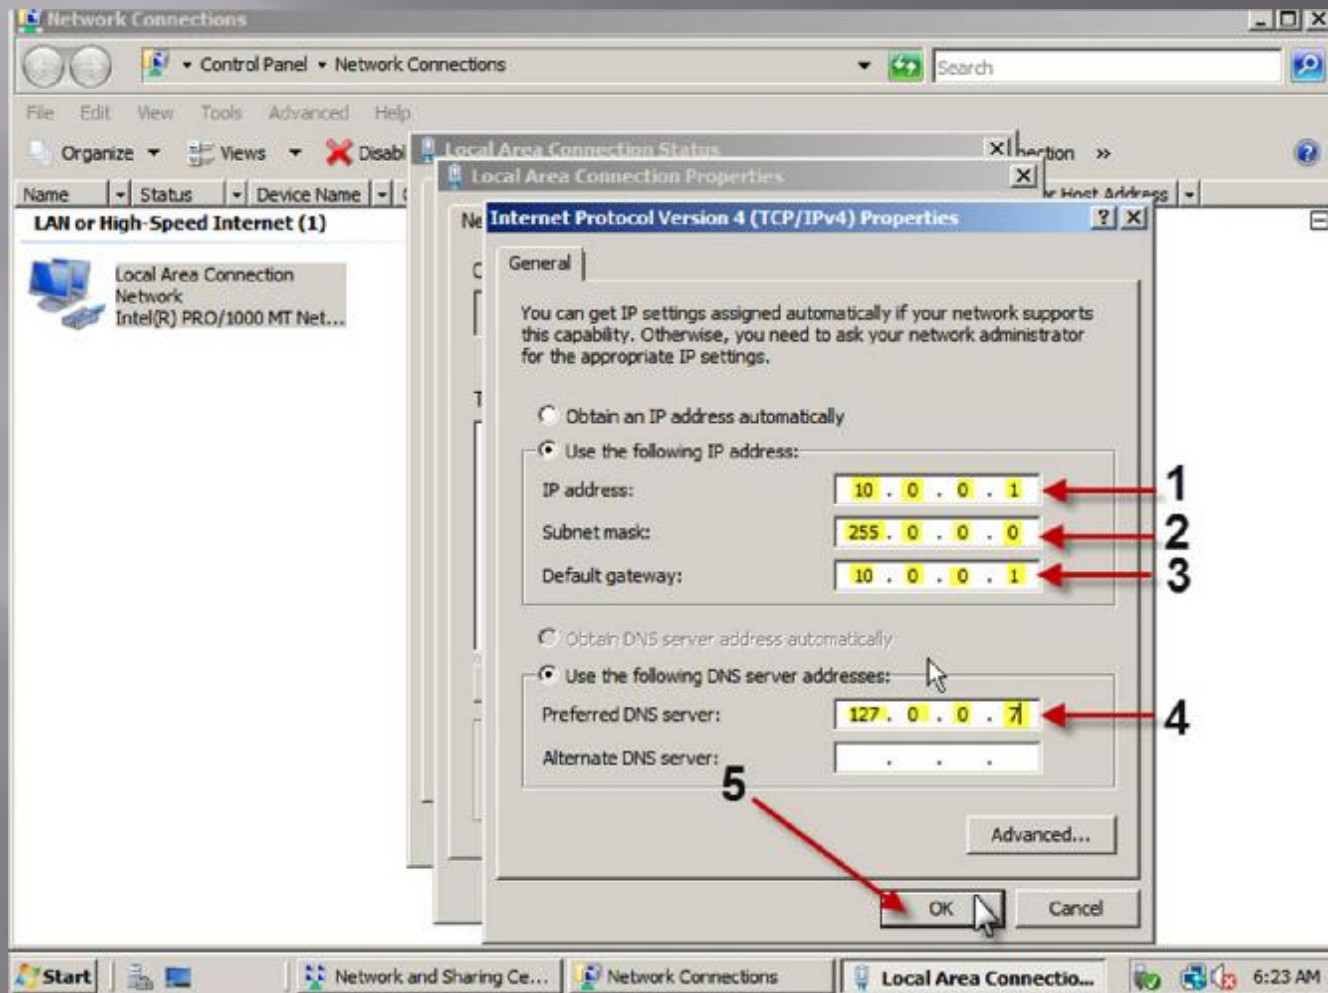 Network Connections
Control Panel Network Connections
Search
File Edit View Tools Advanced Help
Organize Views Disabl
Local Area Connection Status
nection »
Local Area Connection Properties
Name Status Device Name
r Host Address
LAN or High-Speed Internet (1)
Ne
Internet Protocol Version 4 (TCP/IPv4) Properties
General
Local Area Connection
Network
Intel(R) PRO/1000 MT Net...
You can get IP settings assigned automatically if your network supports
this capability. Otherwise, you need to ask your network administrator
for the appropriate IP settings.
Obtain an IP address automatically
Use the following IP address:
IP address: 10 . 0 . 0 . 1 1
Subnet mask: 255 . 0 . 0 . 0 2
Default gateway: 10 . 0 . 0 . 1 3
Obtain DNS server address automatically
Use the following DNS server addresses:
Preferred DNS server: 127 . 0 . 0 . 7 4
Alternate DNS server: . . .
5
Advanced...
OK Cancel
Start Network and Sharing Ce... Network Connections Local Area Connectio... 6:23 AM